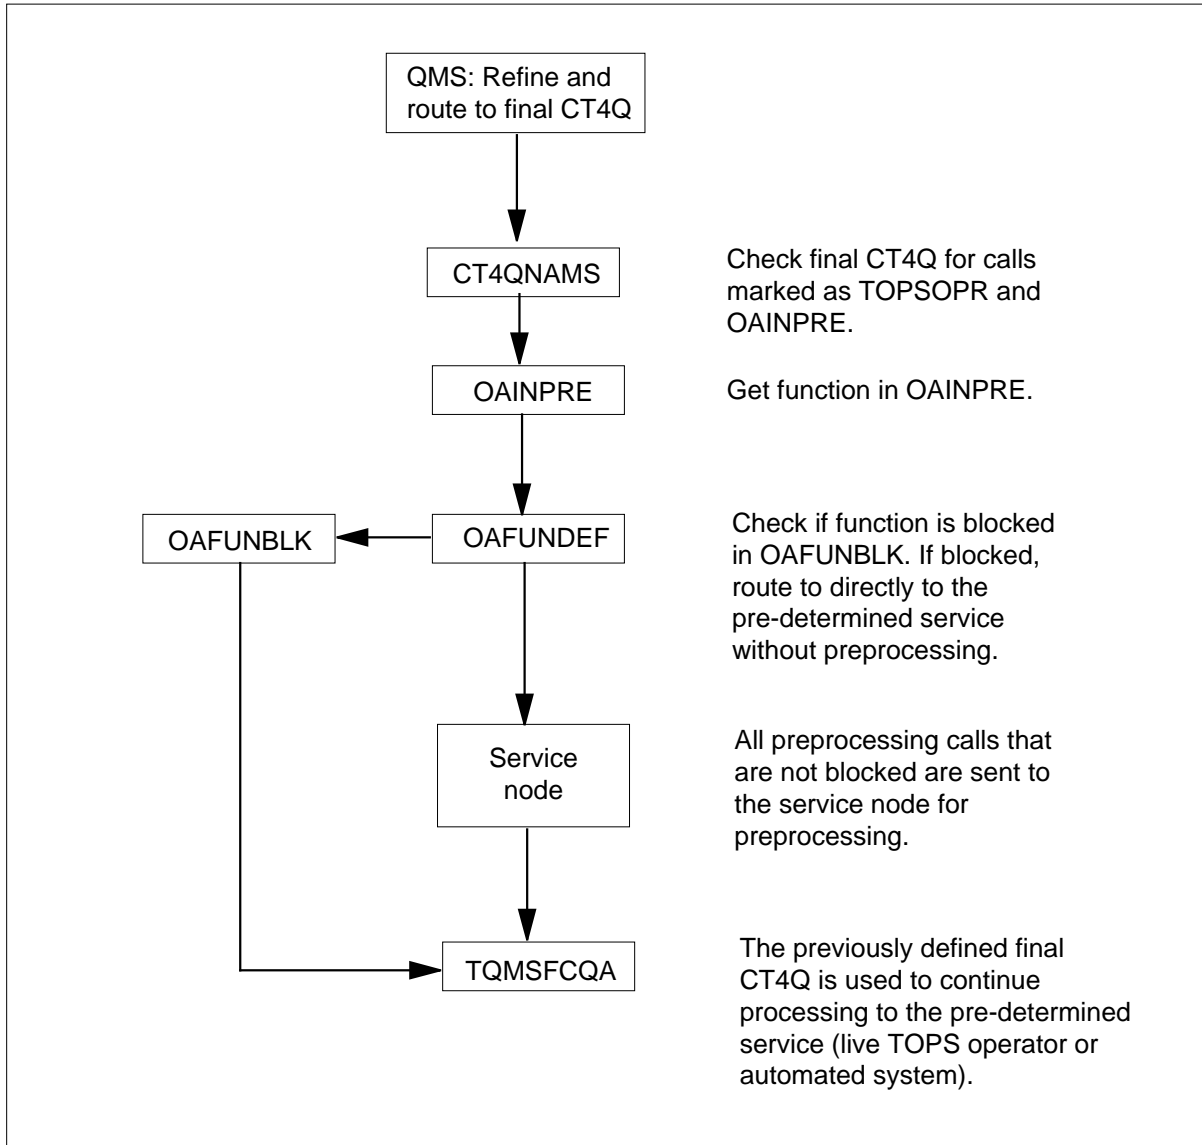 QMS: Refine and
route to final CT4Q
CT4QNAMS
Check final CT4Q for calls
marked as TOPSOPR and
OAINPRE.
OAINPRE
Get function in OAINPRE.
OAFUNBLK
OAFUNDEF
Check if function is blocked
in OAFUNBLK. If blocked,
route to directly to the
pre-determined service
without preprocessing.
Service
node
All preprocessing calls that
are not blocked are sent to
the service node for
preprocessing.
TQMSFCQA
The previously defined final
CT4Q is used to continue
processing to the pre-determined
service (live TOPS operator or
automated system).